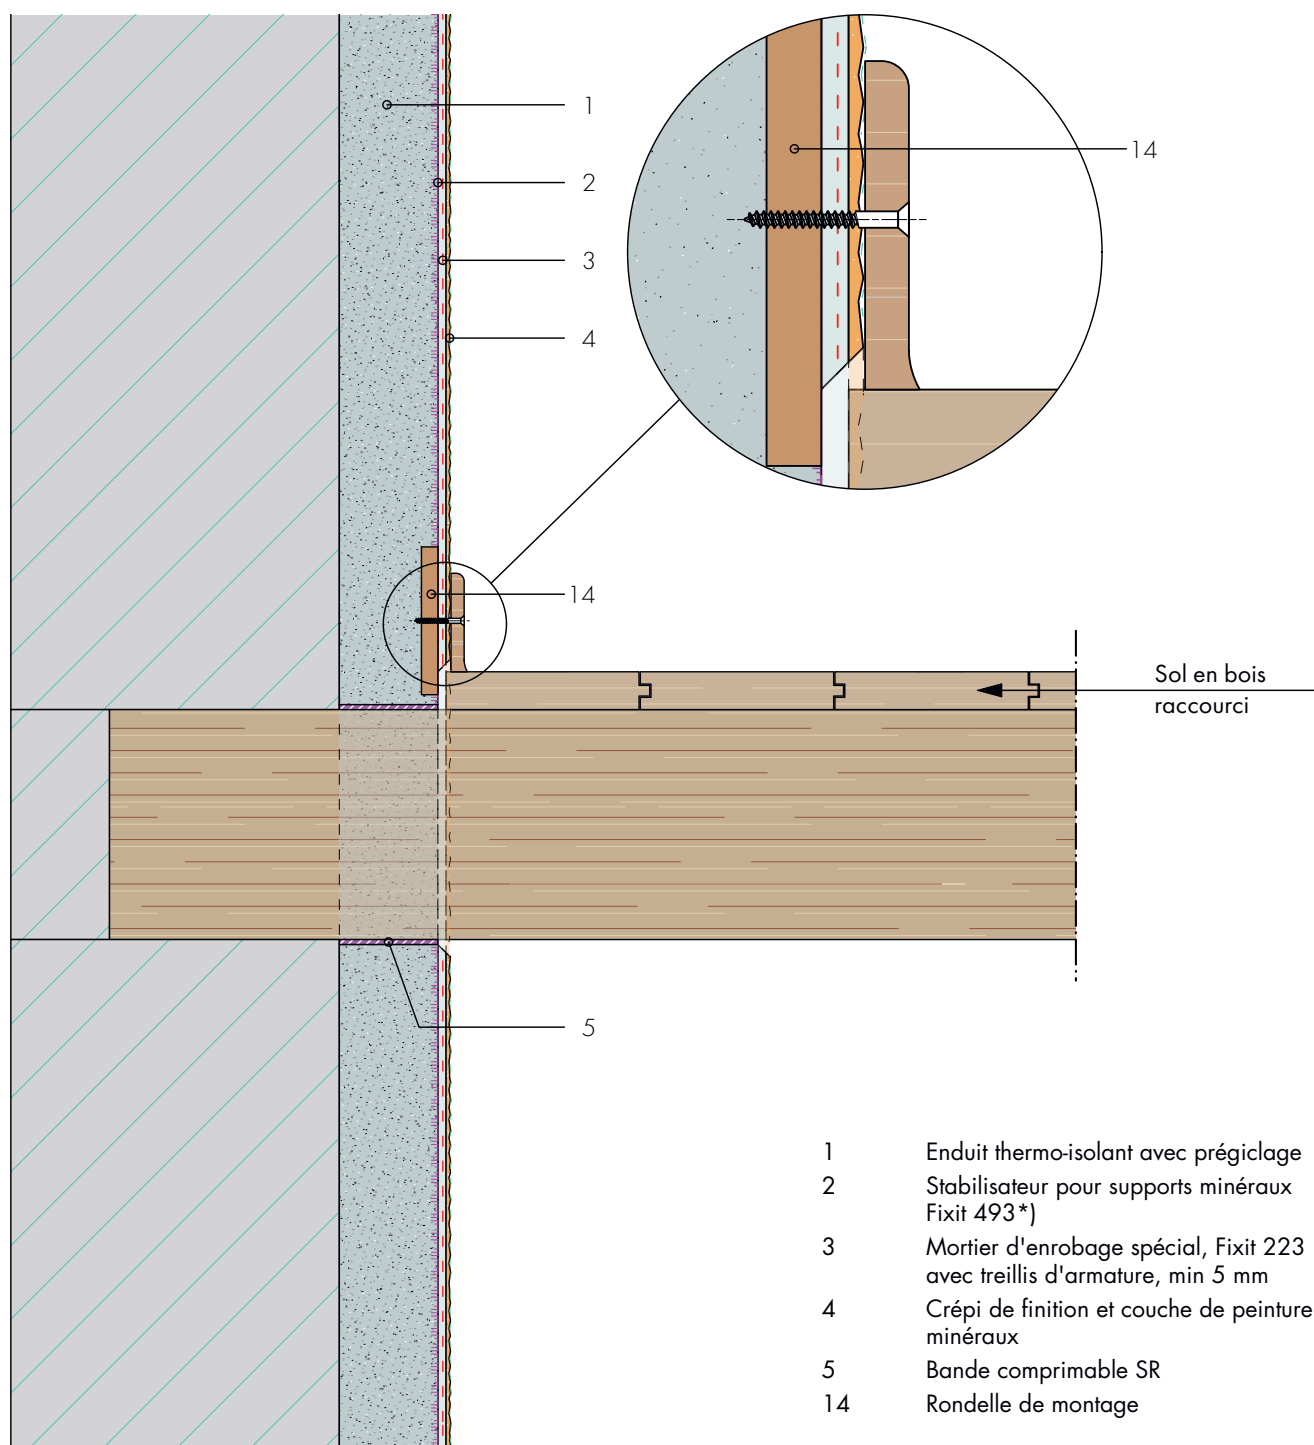 1
2
3
4
14
14
Sol en bois
raccourci
5
1 Enduit thermo-isolant avec prégiclage
2 Stabilisateur pour supports minéraux
Fixit 493*)
3 Mortier d'enrobage spécial, Fixit 223
avec treillis d'armature, min 5 mm
4 Crépi de finition et couche de peinture
minéraux
5 Bande comprimable SR
14 Rondelle de montage